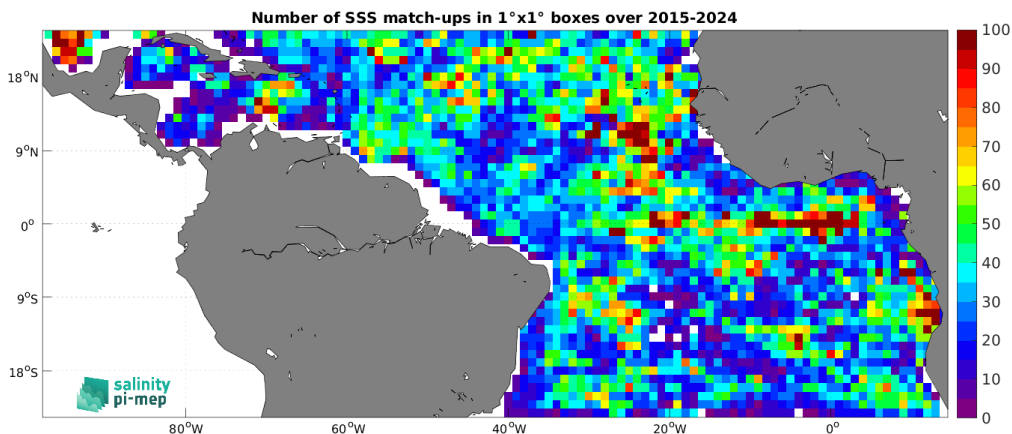 Number of SSS match-ups in 1°x1° boxes over 2015-2024
100
90
80
70
60
50
40
30
20
10
0
18°N
9°N
0°
9°S
18°S
80°W
60°W
40°W
20°W
0°
salinity
pi-mep